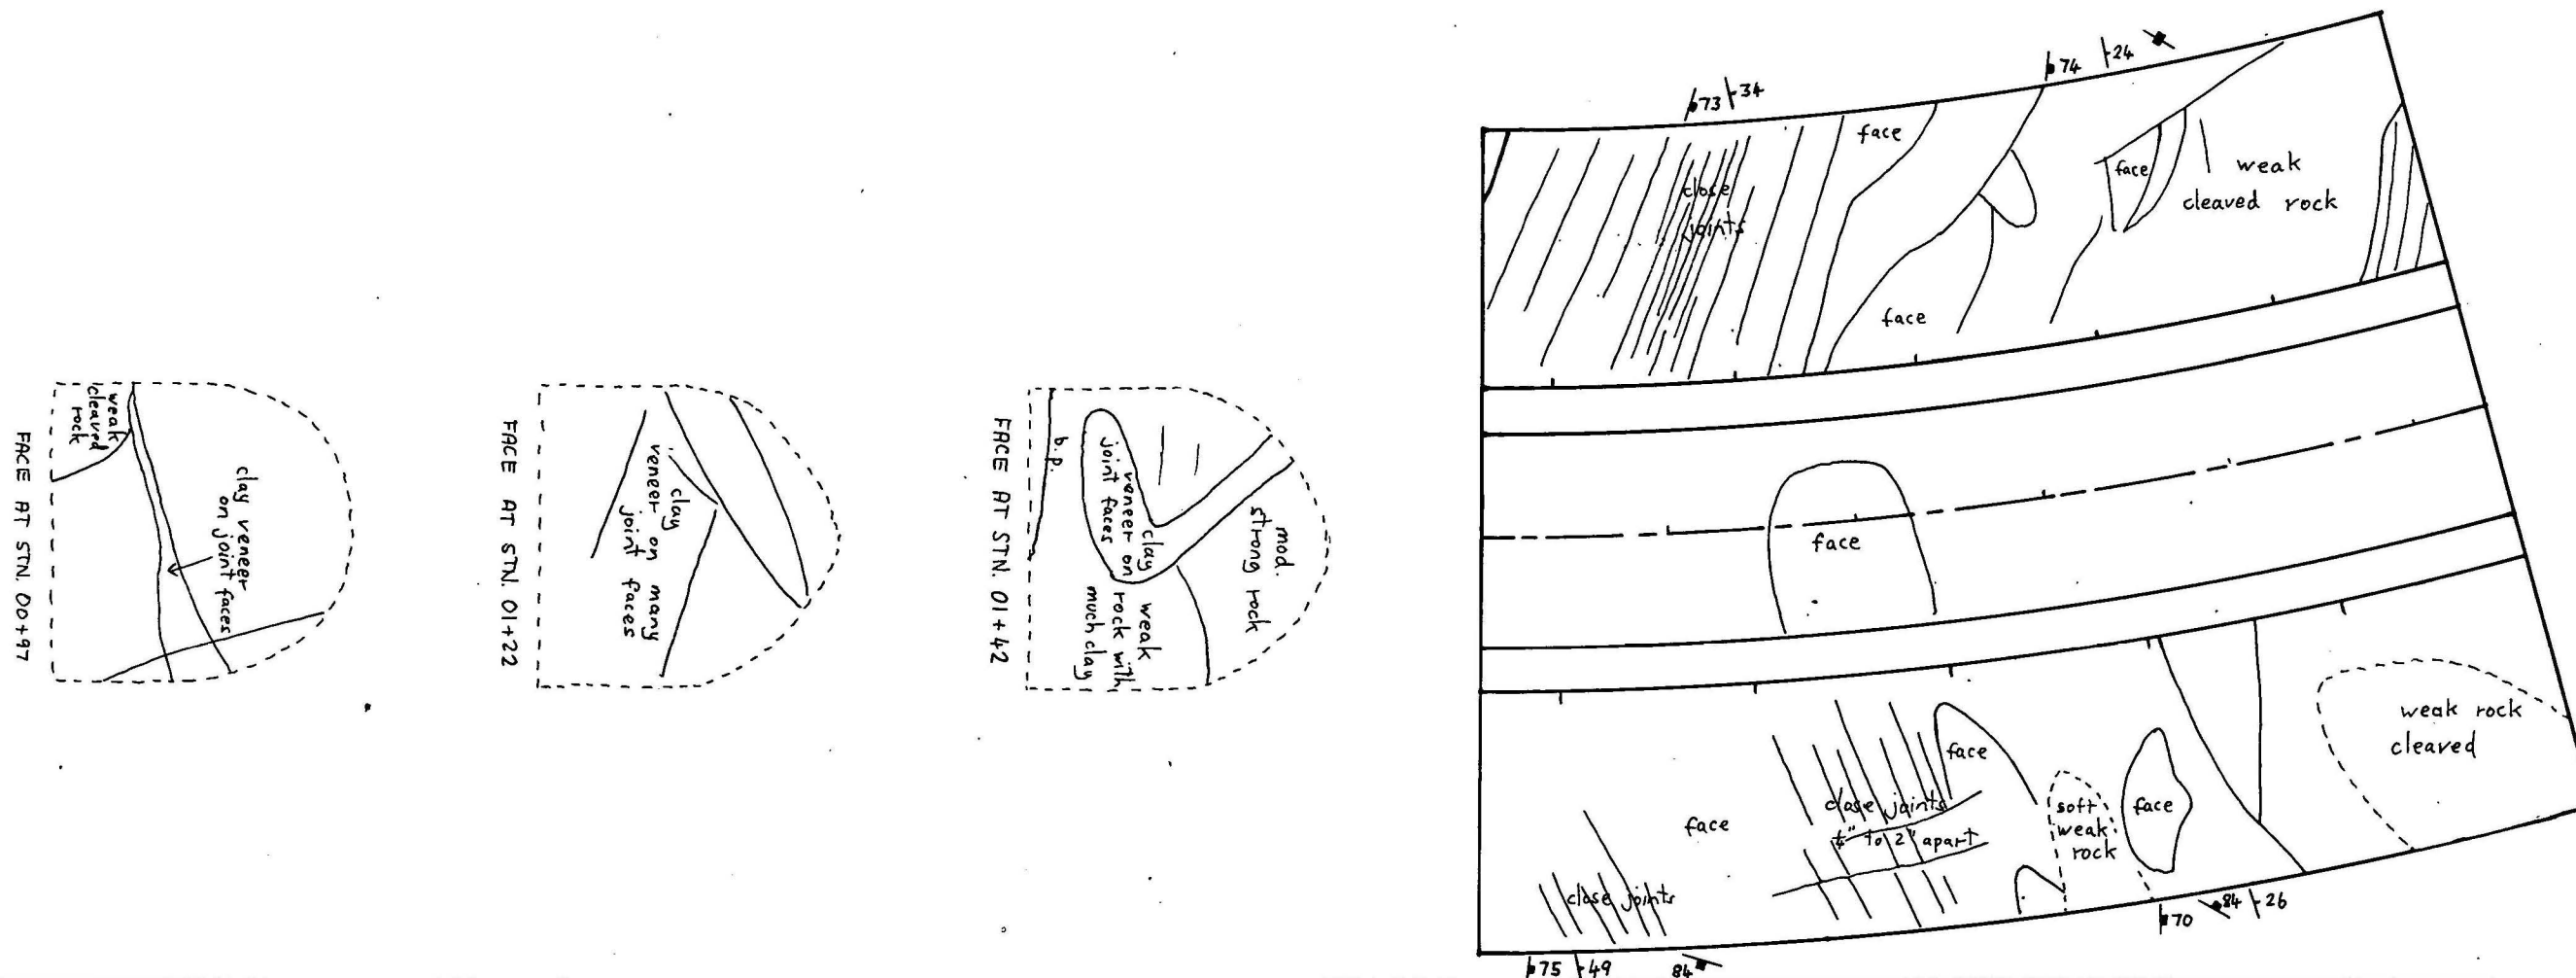 weak
cleaved
rock
clay veneer
on joint faces
FACE AT STN. 00+97
clay
veneer on many
joint faces
FACE AT STN. 01+22
b.p.
clay
veneer on
joint faces
mod.
strong rock
weak
rock with
much clay
FACE AT STN. 01+42
73 34
74 24
close
joints
face
face
face
weak
cleaved rock
face
face
close joints
face
close joints
4" to 2" apart
face
soft
weak
rock
face
weak rock
cleaved
75 49
84
70
84 26